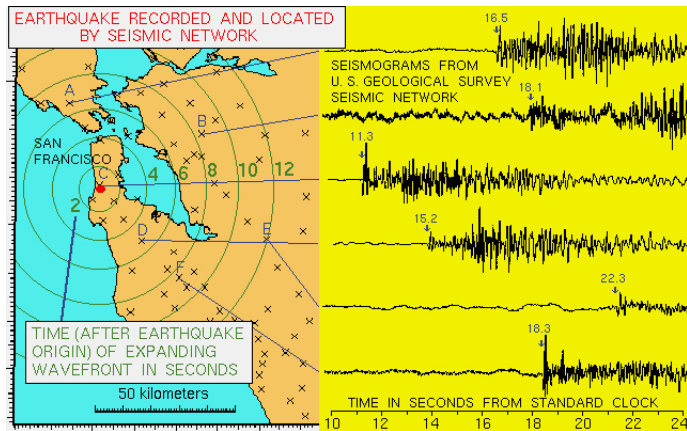 EARTHQUAKE RECORDED AND LOCATED
BY SEISMIC NETWORK
A
B
SAN
FRANCISCO
C
2
4
6
8
10
12
D
E
F
TIME (AFTER EARTHQUAKE
ORIGIN) OF EXPANDING
WAVEFRONT IN SECONDS
50 kilometers
16.5
SEISMOGRAMS FROM
U.S. GEOLOGICAL SURVEY
SEISMIC NETWORK
18.1
11.3
15.2
22.3
18.3
TIME IN SECONDS FROM STANDARD CLOCK
10 12 14 16 18 20 22 24